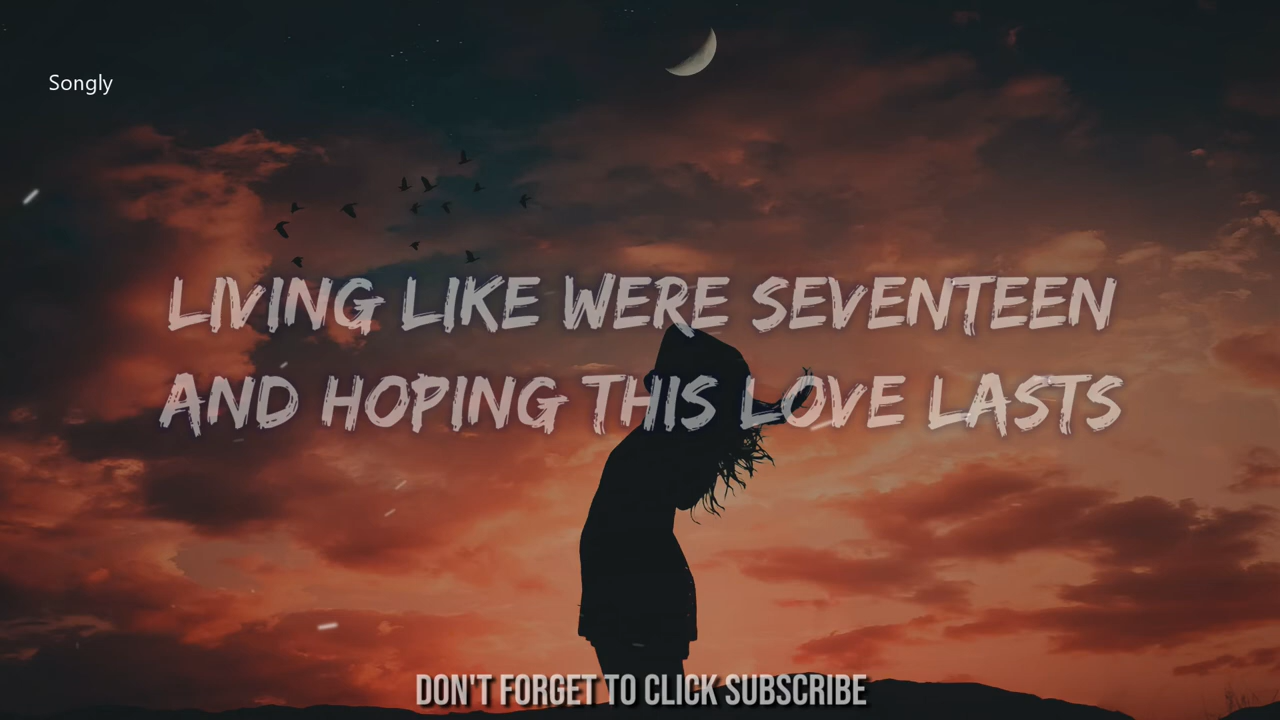 Songly
LIVING LIKE WERE SEVENTEEN
AND HOPING THIS LOVE LASTS
DON'T FORGET TO CLICK SUBSCRIBE